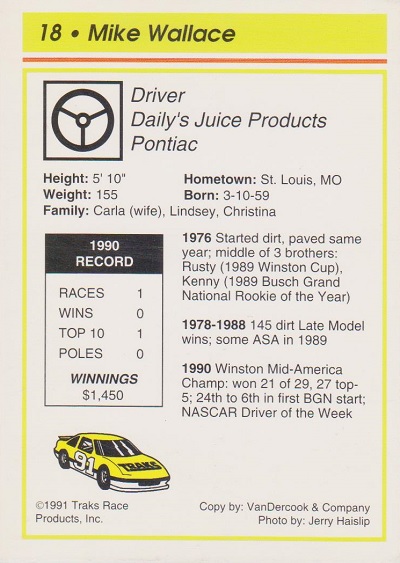 18 • Mike Wallace
Driver
Daily's Juice Products
Pontiac
Height: 5' 10"
Weight: 155
Hometown: St. Louis, MO
Born: 3-10-59
Family: Carla (wife), Lindsey, Christina
1990
RECORD
RACES 1
WINS 0
TOP 10 1
POLES 0
WINNINGS
$1,450
1976 Started dirt, paved same
year; middle of 3 brothers:
Rusty (1989 Winston Cup),
Kenny (1989 Busch Grand
National Rookie of the Year)
1978-1988 145 dirt Late Model
wins; some ASA in 1989
1990 Winston Mid-America
Champ: won 21 of 29, 27 top-
5; 24th to 6th in first BGN start;
NASCAR Driver of the Week
91
TRAKS
©1991 Traks Race
Products, Inc.
Copy by: VanDercook & Company
Photo by: Jerry Haislip